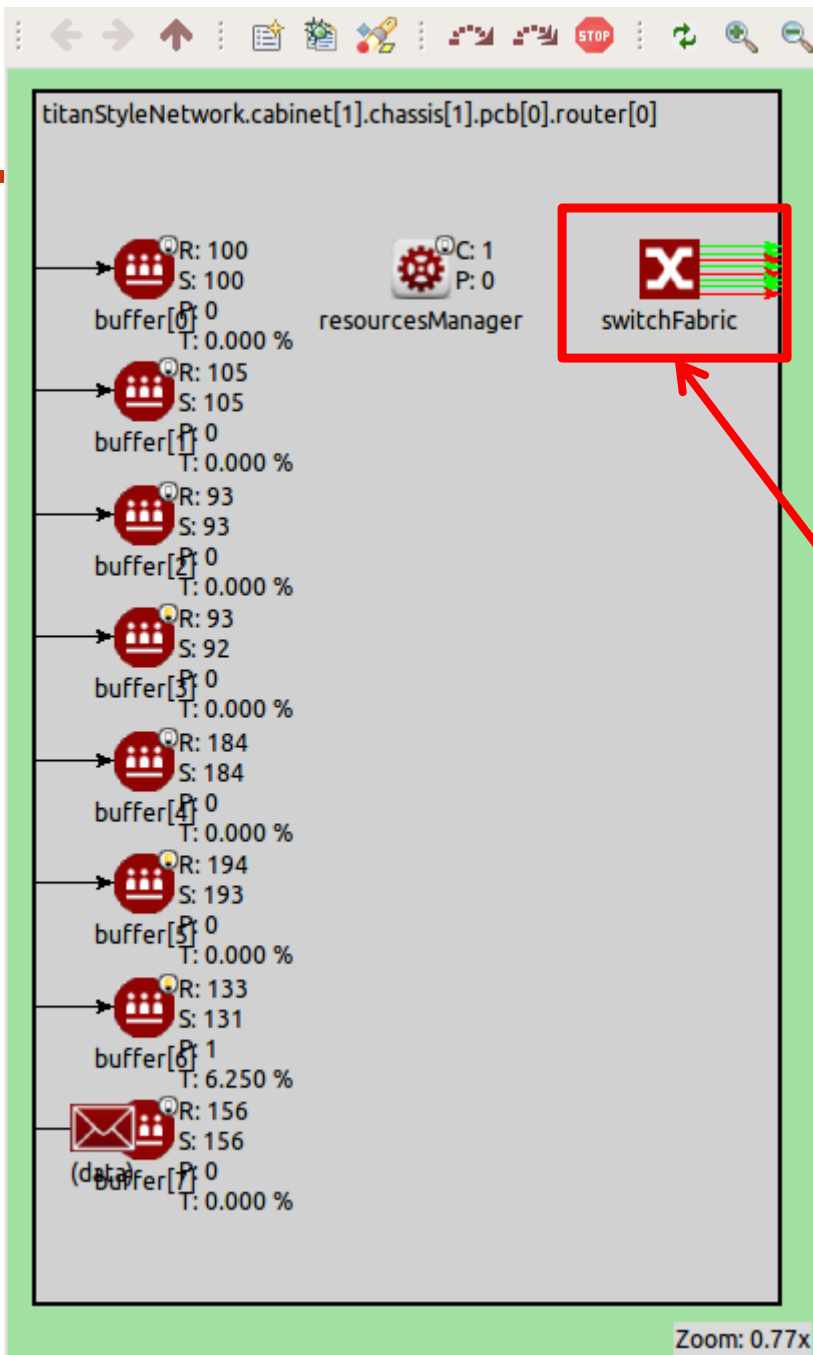 STOP
titanStyleNetwork.cabinet[1].chassis[1].pcb[0].router[0]
R: 100
S: 100
P: 0
T: 0.000 %
buffer[0]
C: 1
P: 0
resourcesManager
switchFabric
R: 105
S: 105
P: 0
T: 0.000 %
buffer[1]
R: 93
S: 93
P: 0
T: 0.000 %
buffer[2]
R: 93
S: 92
P: 0
T: 0.000 %
buffer[3]
R: 184
S: 184
P: 0
T: 0.000 %
buffer[4]
R: 194
S: 193
P: 0
T: 0.000 %
buffer[5]
R: 133
S: 131
P: 1
T: 6.250 %
buffer[6]
R: 156
S: 156
P: 0
T: 0.000 %
(data)
buffer[7]
Zoom: 0.77x